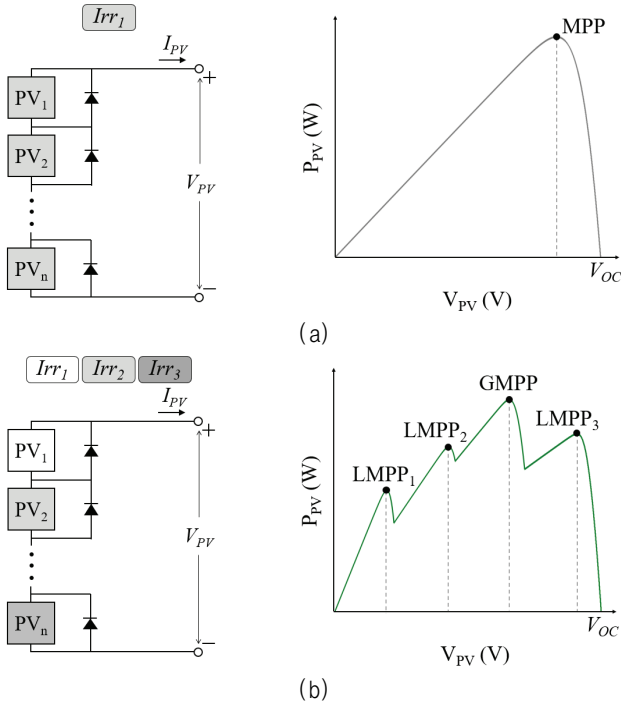 Irr1
IPV
+
PV1
PV2
VPV
PVn
−
PPV (W)
MPP
VOC
VPV (V)
(a)
Irr1 Irr2 Irr3
IPV
+
PV1
PV2
VPV
PVn
−
PPV (W)
GMPP
LMPP2
LMPP3
LMPP1
VOC
VPV (V)
(b)